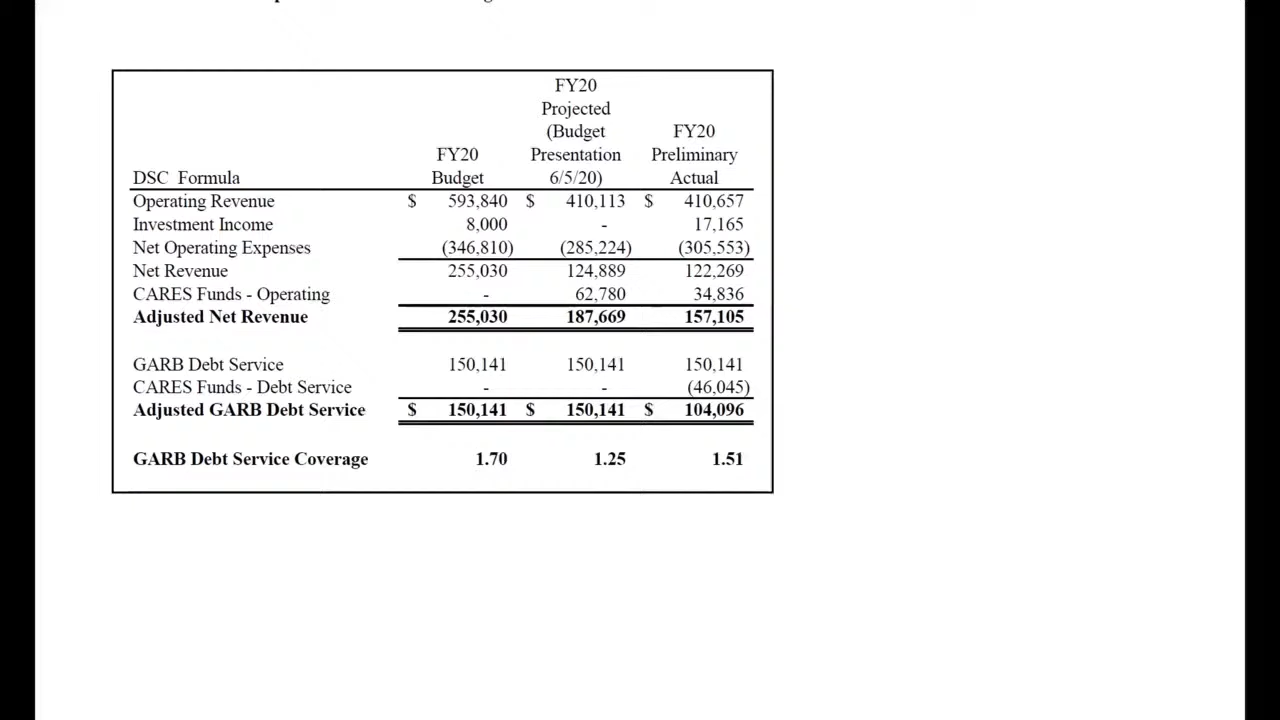 FY20
Projected
(Budget FY20
FY20 Presentation Preliminary
DSC Formula Budget 6/5/20) Actual
Operating Revenue $ 593,840 $ 410,113 $ 410,657
Investment Income 8,000 - 17,165
Net Operating Expenses (346,810) (285,224) (305,553)
Net Revenue 255,030 124,889 122,269
CARES Funds - Operating - 62,780 34,836
Adjusted Net Revenue 255,030 187,669 157,105
GARB Debt Service 150,141 150,141 150,141
CARES Funds - Debt Service - - (46,045)
Adjusted GARB Debt Service $ 150,141 $ 150,141 $ 104,096
GARB Debt Service Coverage 1.70 1.25 1.51